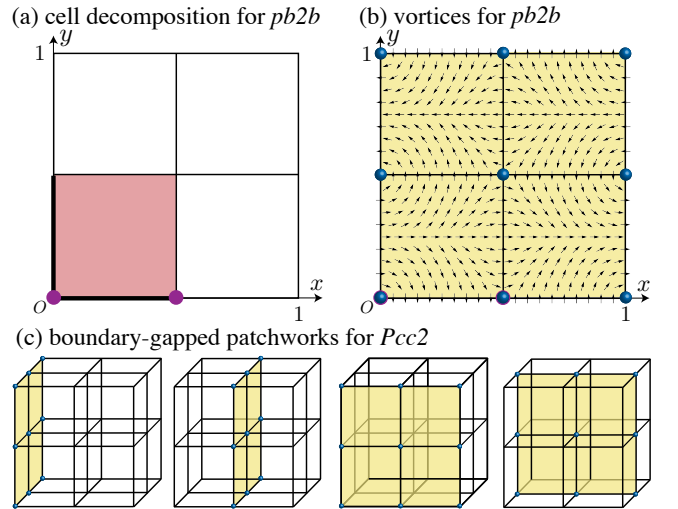 (a) cell decomposition for pb2b
(b) vortices for pb2b
y
1
x
O
1
y
1
x
O
1
(c) boundary-gapped patchworks for Pcc2